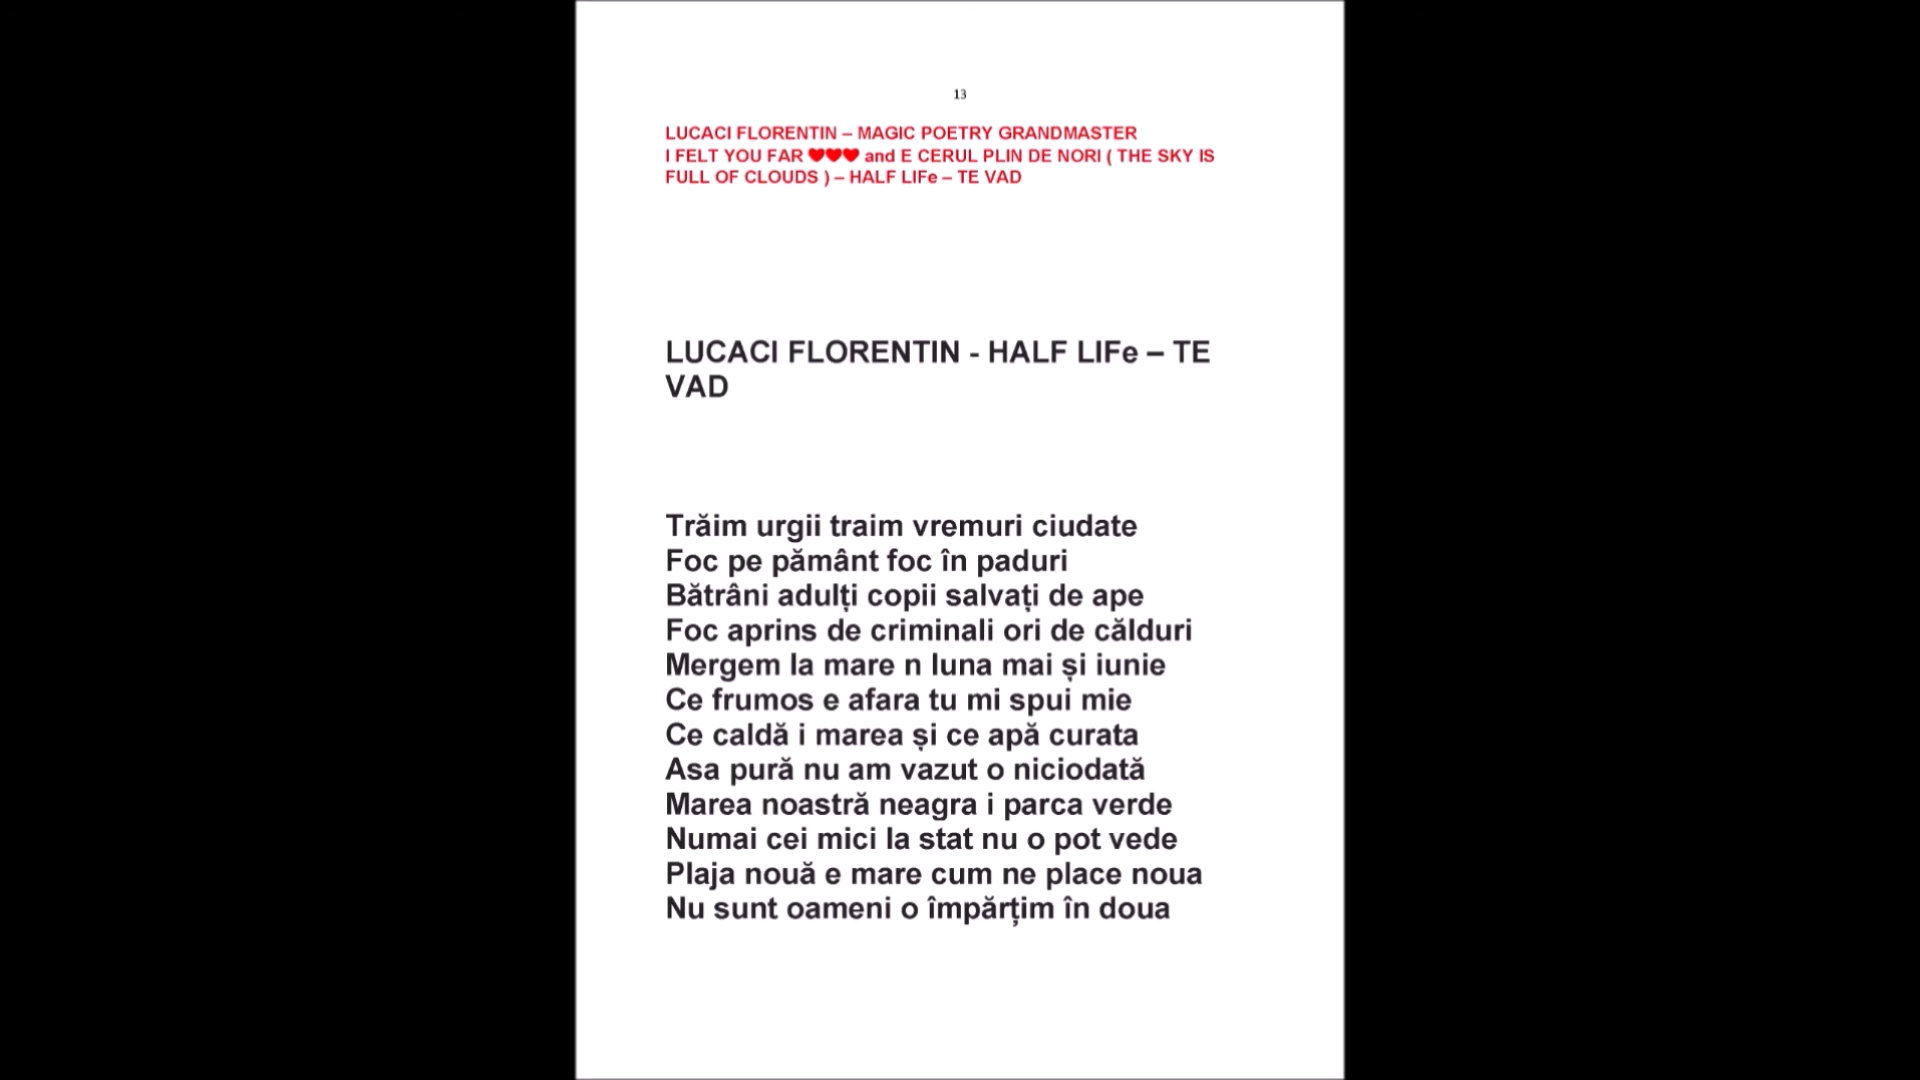 13
LUCACI FLORENTIN – MAGIC POETRY GRANDMASTER
I FELT YOU FAR ❤❤❤ and E CERUL PLIN DE NORI ( THE SKY IS
FULL OF CLOUDS ) – HALF LIFe – TE VAD
LUCACI FLORENTIN - HALF LIFe – TE
VAD
Trăim urgii traim vremuri ciudate
Foc pe pământ foc în paduri
Bătrâni adulți copii salvați de ape
Foc aprins de criminali ori de călduri
Mergem la mare n luna mai și iunie
Ce frumos e afara tu mi spui mie
Ce caldă i marea și ce apă curata
Asa pură nu am vazut o niciodată
Marea noastră neagra i parca verde
Numai cei mici la stat nu o pot vede
Plaja nouă e mare cum ne place noua
Nu sunt oameni o împărțim în doua